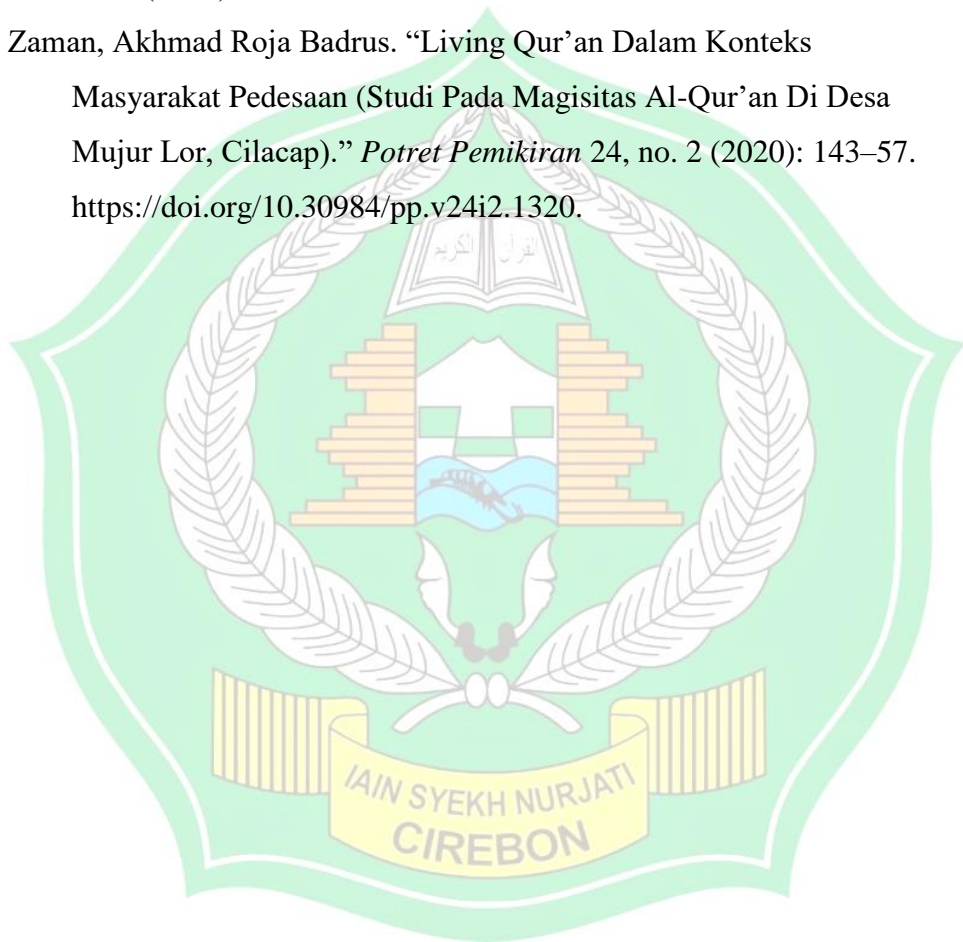 Zaman, Akhmad Roja Badrus. “Living Qur’an Dalam Konteks
Masyarakat Pedesaan (Studi Pada Magisitas Al-Qur’an Di Desa
Mujur Lor, Cilacap).” Potret Pemikiran 24, no. 2 (2020): 143–57.
https://doi.org/10.30984/pp.v24i2.1320.
القرآن الكريم
IAIN SYEKH NURJATI
CIREBON